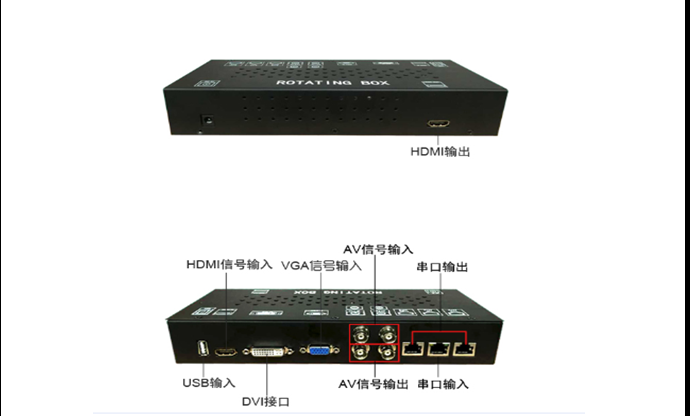 ROTATING BOX
HDMI输出
AV信号输入
HDMI信号输入
VGA信号输入
串口输出
ROTATING BOX
USB输入
DVI接口
AV信号输出
串口输入